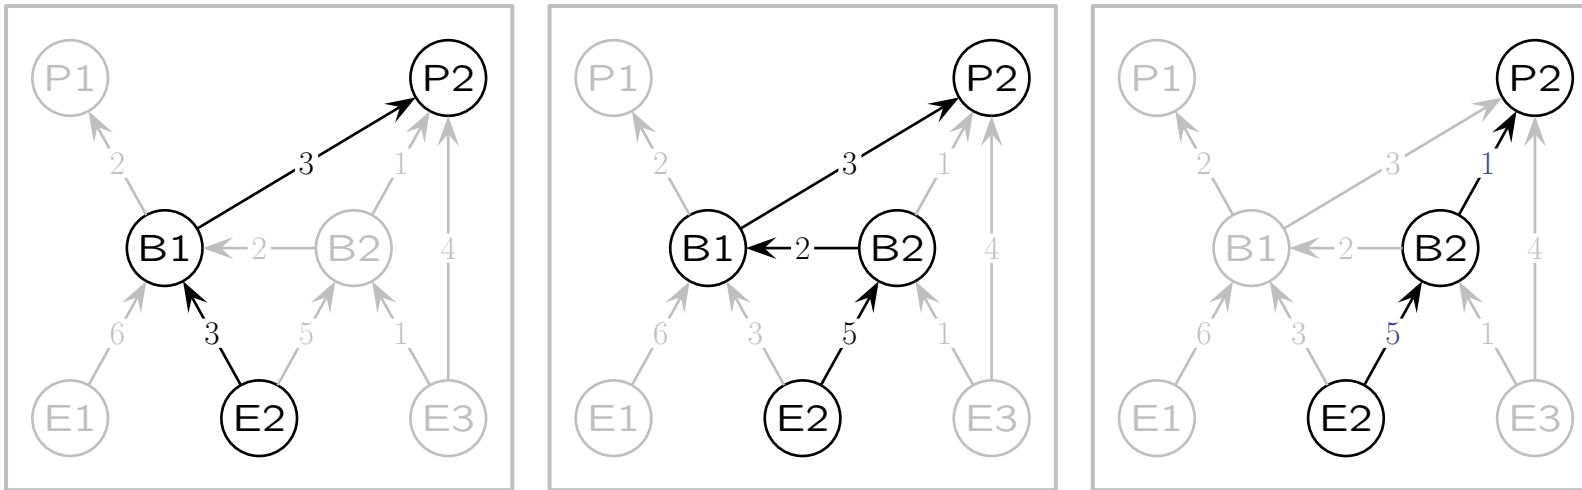 P1 P2 P1 P2 P1 P2
2 3 1 2 3 1 2 3 1
B1 2 B2 4 B1 2 B2 4 B1 2 B2 4
6 3 5 1 6 3 5 1 6 3 5 1
E1 E2 E3 E1 E2 E3 E1 E2 E3